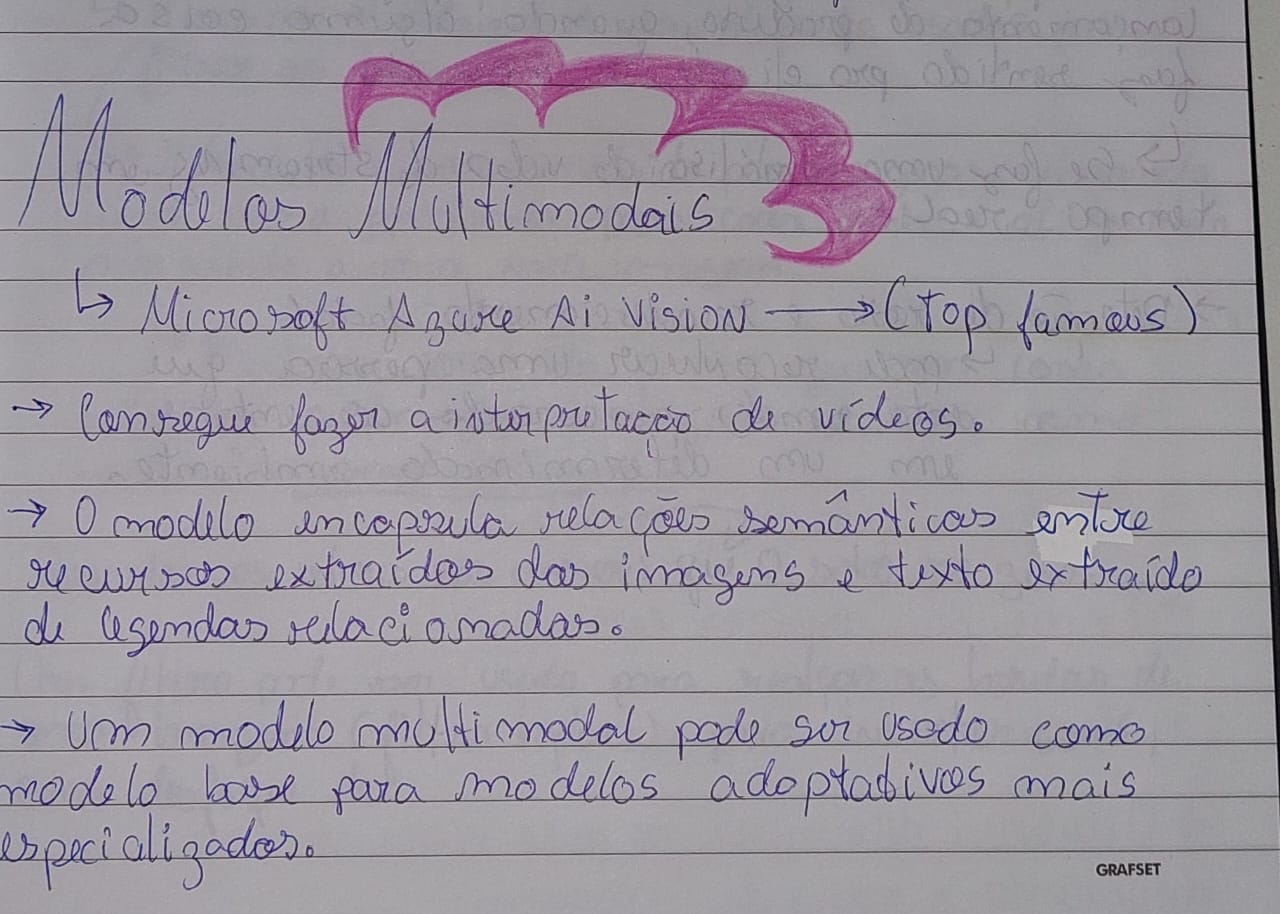 Modelos Multimodais
↳ Microsoft Azure Ai Vision → (Top famous)
→ Consegue fazer a interpretação de vídeos.
→ O modelo encapsula relações semânticas entre
recursos extraídos das imagens e texto extraído
de legendas relacionadas.
→ Um modelo multimodal pode ser usado como
modelo base para modelos adaptativos mais
especializados.
GRAFSET